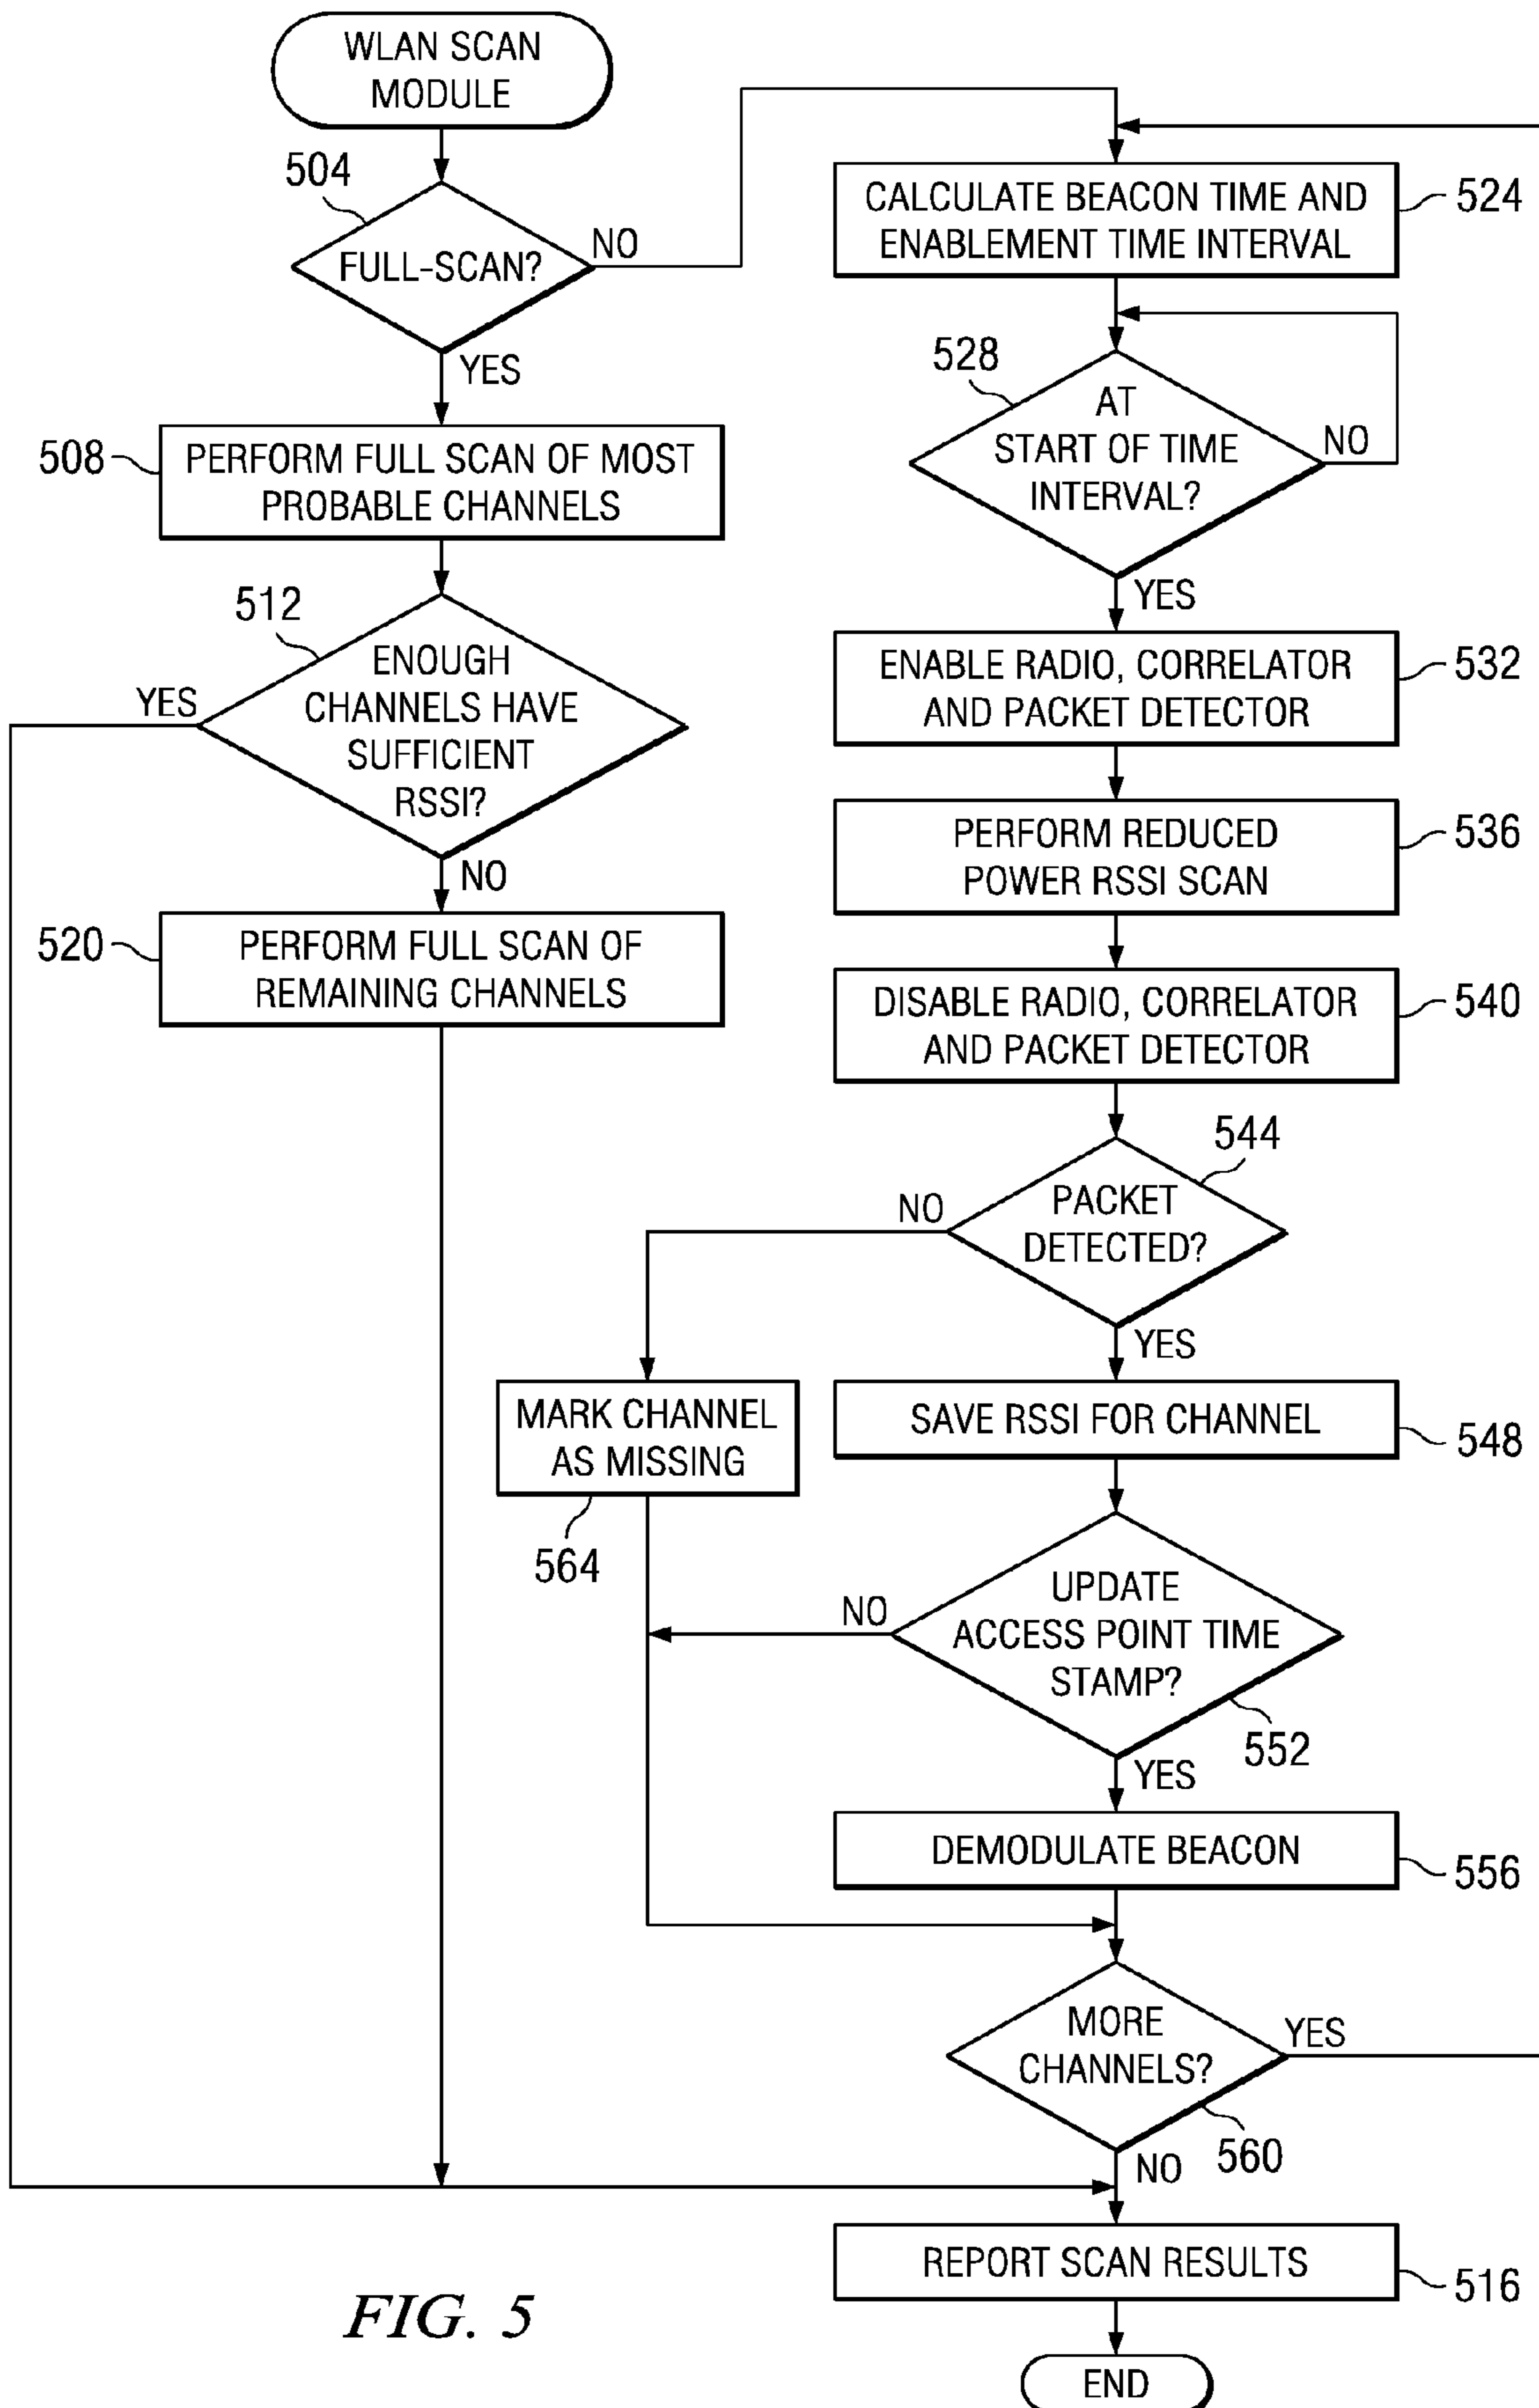 WLAN SCAN
MODULE
504
FULL-SCAN?
NO
YES
508
PERFORM FULL SCAN OF MOST
PROBABLE CHANNELS
512
ENOUGH
CHANNELS HAVE
SUFFICIENT
RSSI?
YES
NO
520
PERFORM FULL SCAN OF
REMAINING CHANNELS
CALCULATE BEACON TIME AND
ENABLEMENT TIME INTERVAL
524
528
AT
START OF TIME
INTERVAL?
NO
YES
ENABLE RADIO, CORRELATOR
AND PACKET DETECTOR
532
PERFORM REDUCED
POWER RSSI SCAN
536
DISABLE RADIO, CORRELATOR
AND PACKET DETECTOR
540
544
PACKET
DETECTED?
NO
YES
MARK CHANNEL
AS MISSING
564
SAVE RSSI FOR CHANNEL
548
UPDATE
ACCESS POINT TIME
STAMP?
NO
552
YES
DEMODULATE BEACON
556
MORE
CHANNELS?
YES
560
NO
REPORT SCAN RESULTS
516
END
FIG. 5